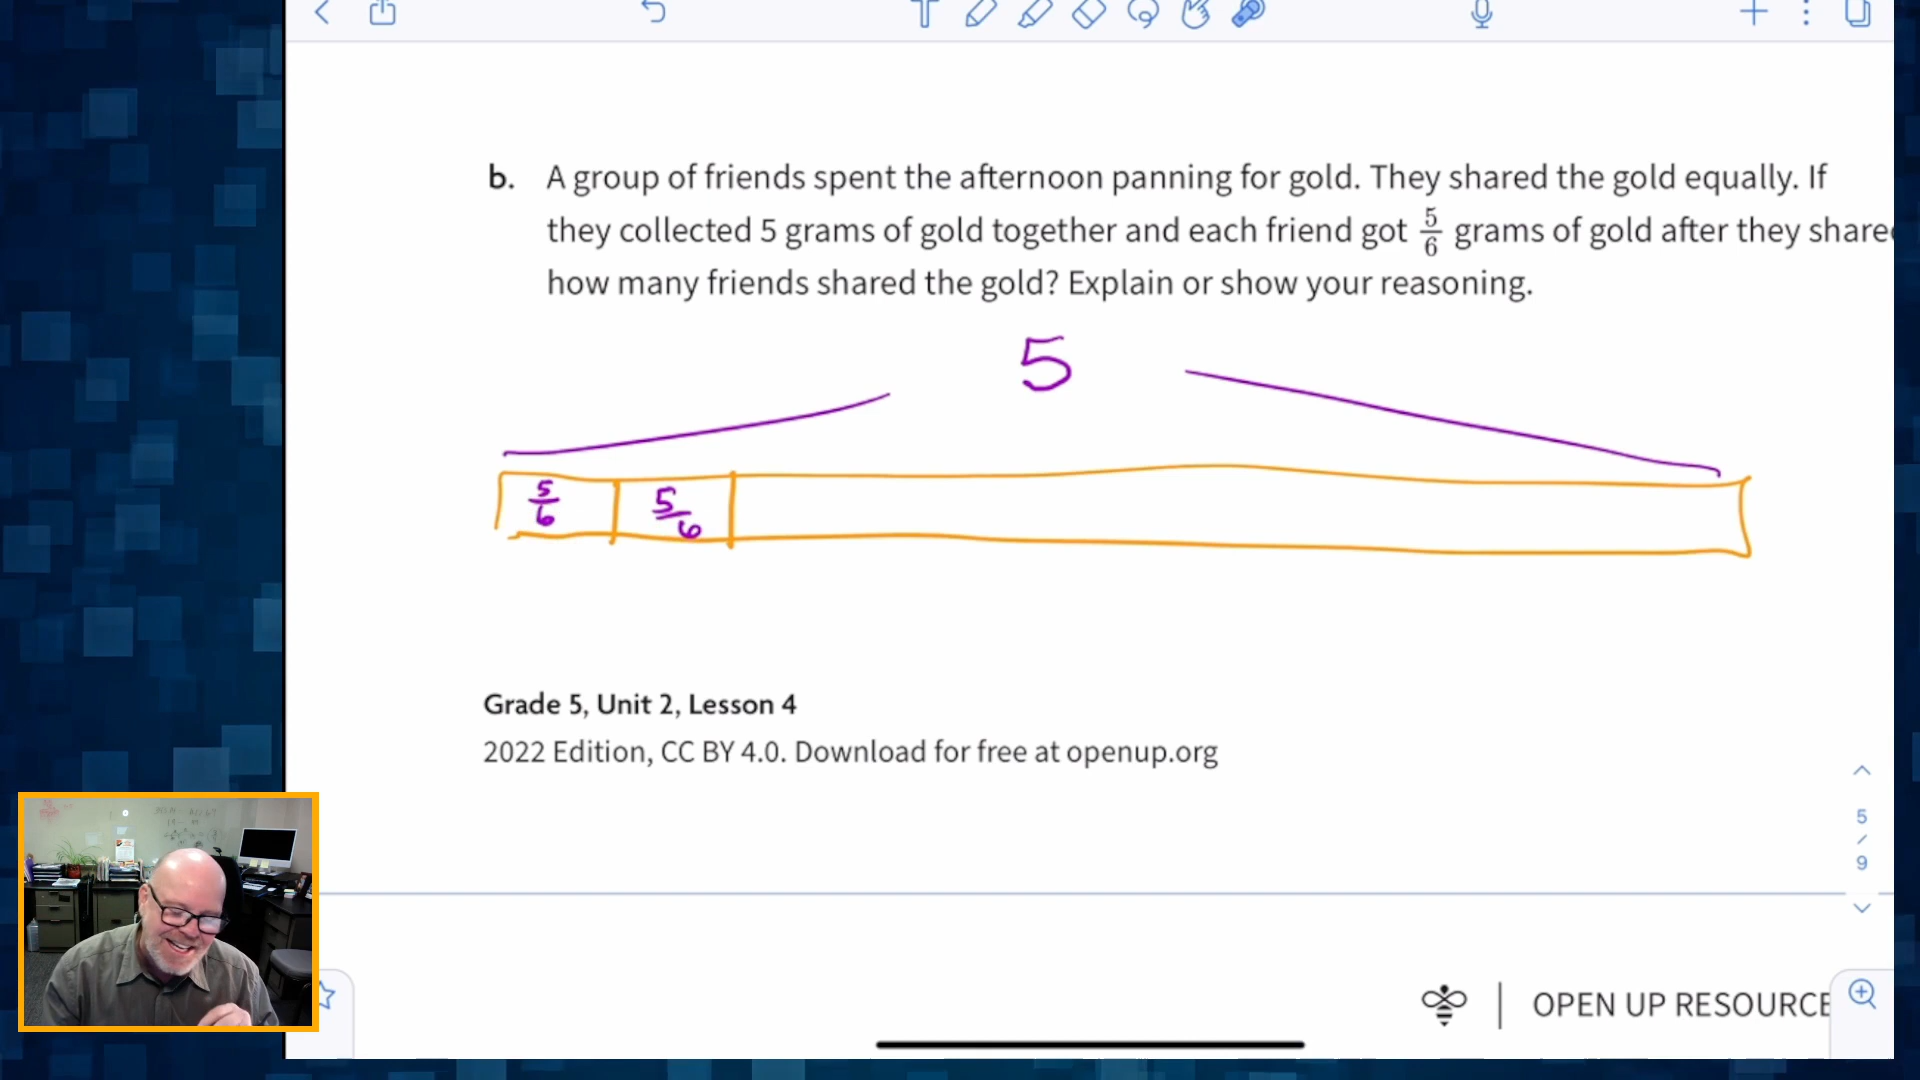 b. A group of friends spent the afternoon panning for gold. They shared the gold equally. If
they collected 5 grams of gold together and each friend got 5/6 grams of gold after they share
how many friends shared the gold? Explain or show your reasoning.
5
5/6 5/6
Grade 5, Unit 2, Lesson 4
2022 Edition, CC BY 4.0. Download for free at openup.org
5
/
9
OPEN UP RESOURCE